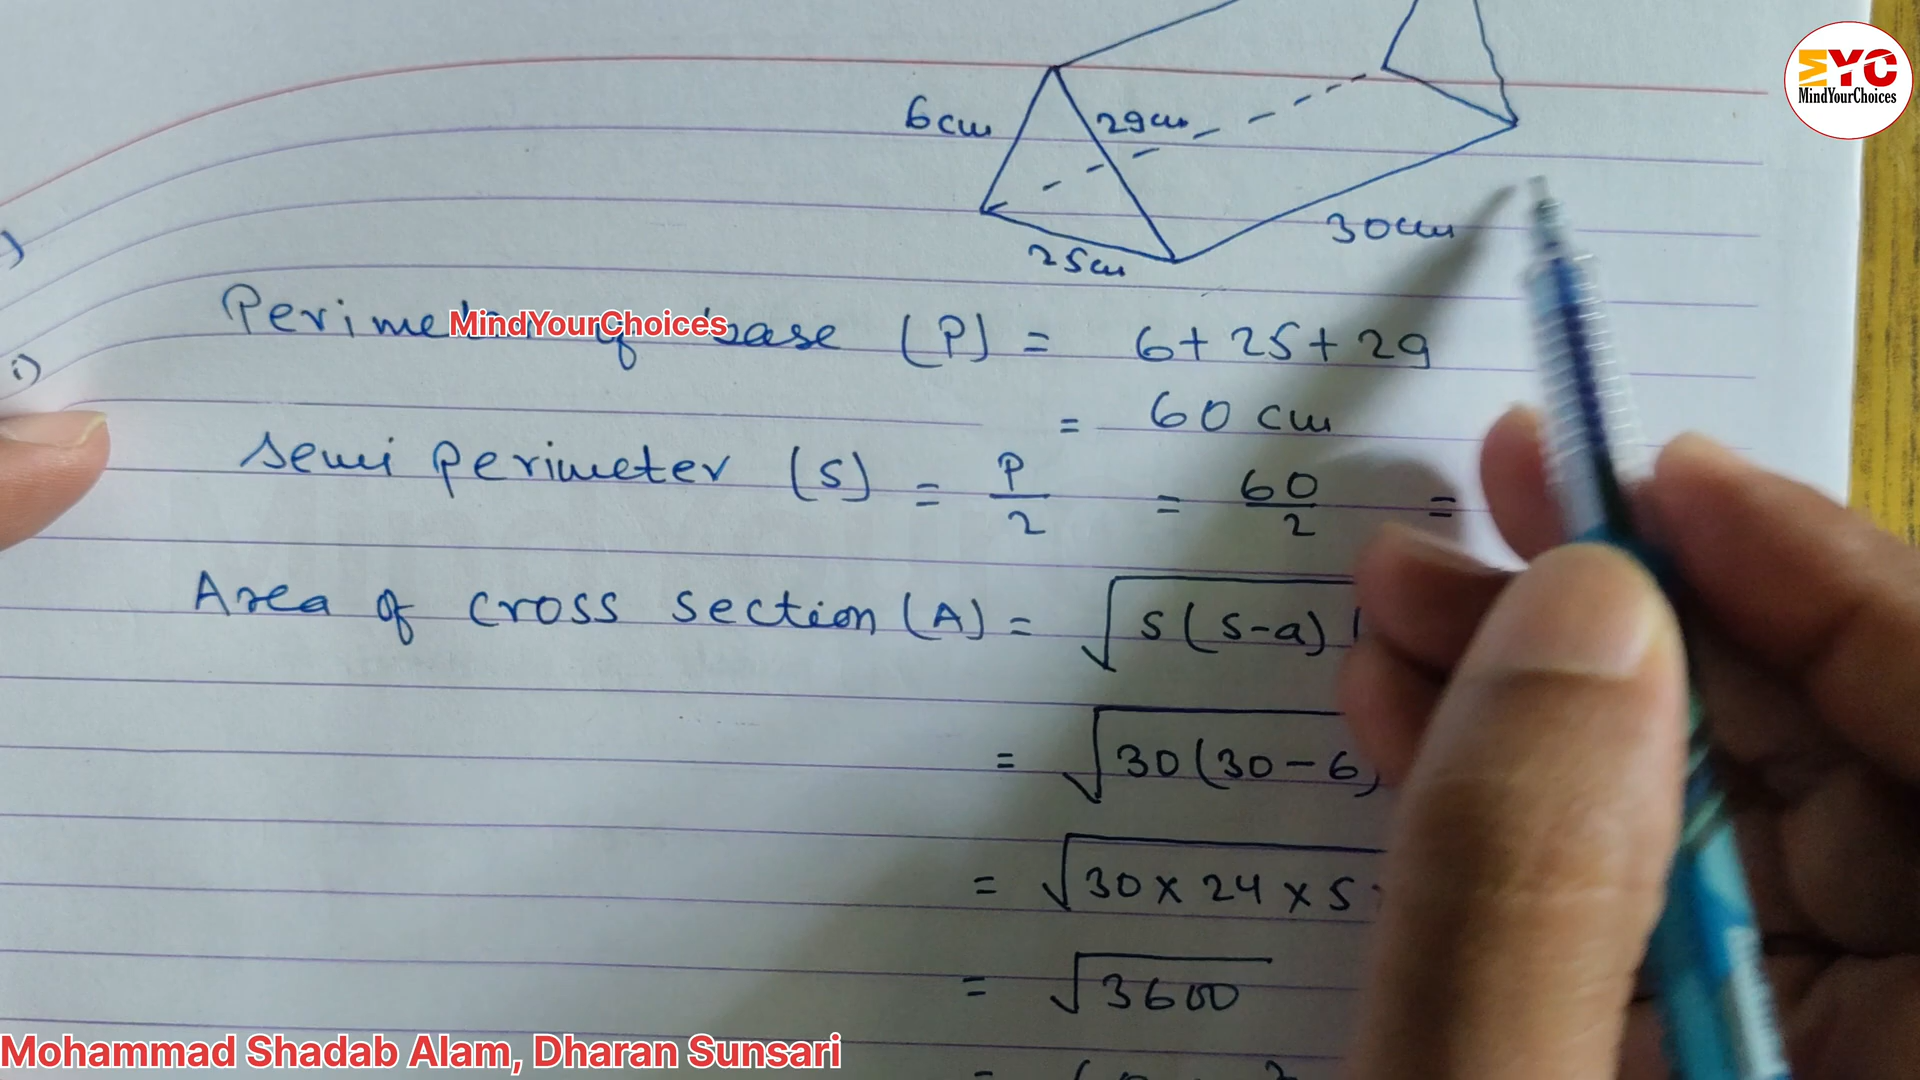 MYC
MindYourChoices
6cm
29cm
30cm
25cm
)
i)
Perimeter of base (P) = 6+25+29
MindYourChoices
= 60 cm
Semi perimeter (S) = P/2 = 60/2 =
Area of cross section (A) = √s(s-a)
= √30(30-6)
= √30×24×5
= √3600
Mohammad Shadab Alam, Dharan Sunsari